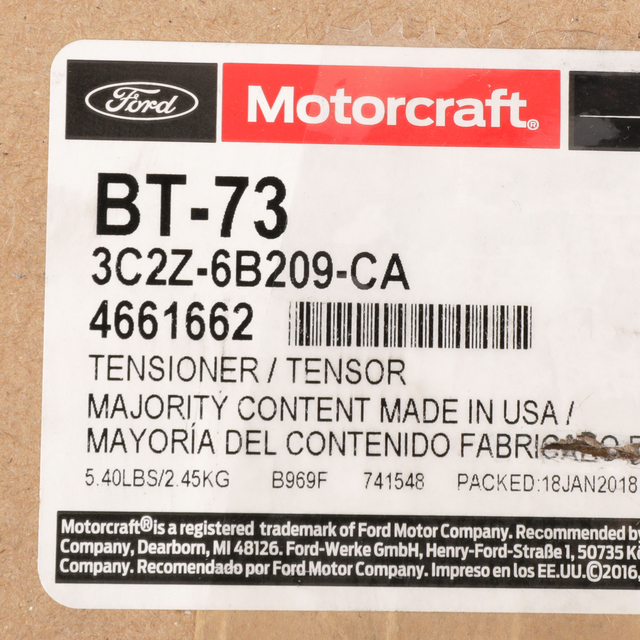 Ford Motorcraft®
BT-73
3C2Z-6B209-CA
4661662
TENSIONER / TENSOR
MAJORITY CONTENT MADE IN USA /
MAYORÍA DEL CONTENIDO
5.40LBS/2.45KG B969F 741548 PACKED:18JAN2018
Motorcraft® is a registered trademark of Ford Motor Company. Recommended by
Company, Dearborn, MI 48126. Ford-Werke GmbH, Henry-Ford-Straße 1, 50735 Kö
Company. Recomendado por Ford Motor Company. Impreso en los EE.UU.©2016,